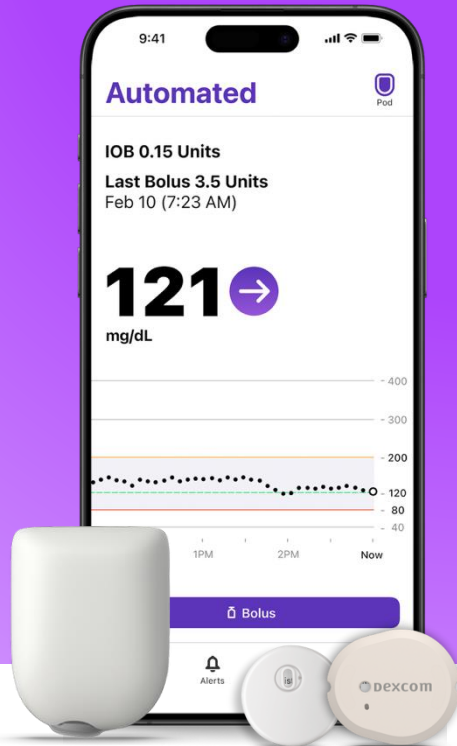 9:41
Automated
Pod
IOB 0.15 Units
Last Bolus 3.5 Units
Feb 10 (7:23 AM)
121
mg/dL
- 400
- 300
- 200
- 120
- 80
- 40
1PM
2PM
Now
Bolus
Alerts
Dexcom